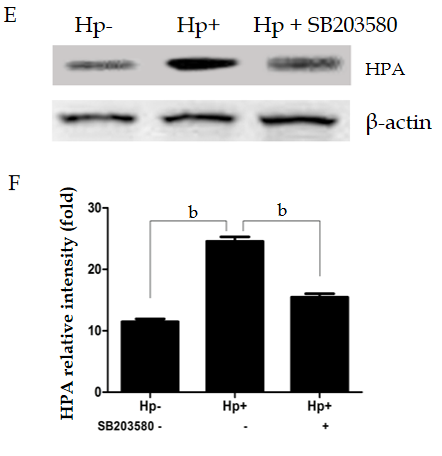 E
Hp- Hp+ Hp + SB203580
HPA
β-actin
F
HPA relative intensity (fold)
30
20
10
0
b b
Hp- Hp+ Hp+
SB203580 - - +